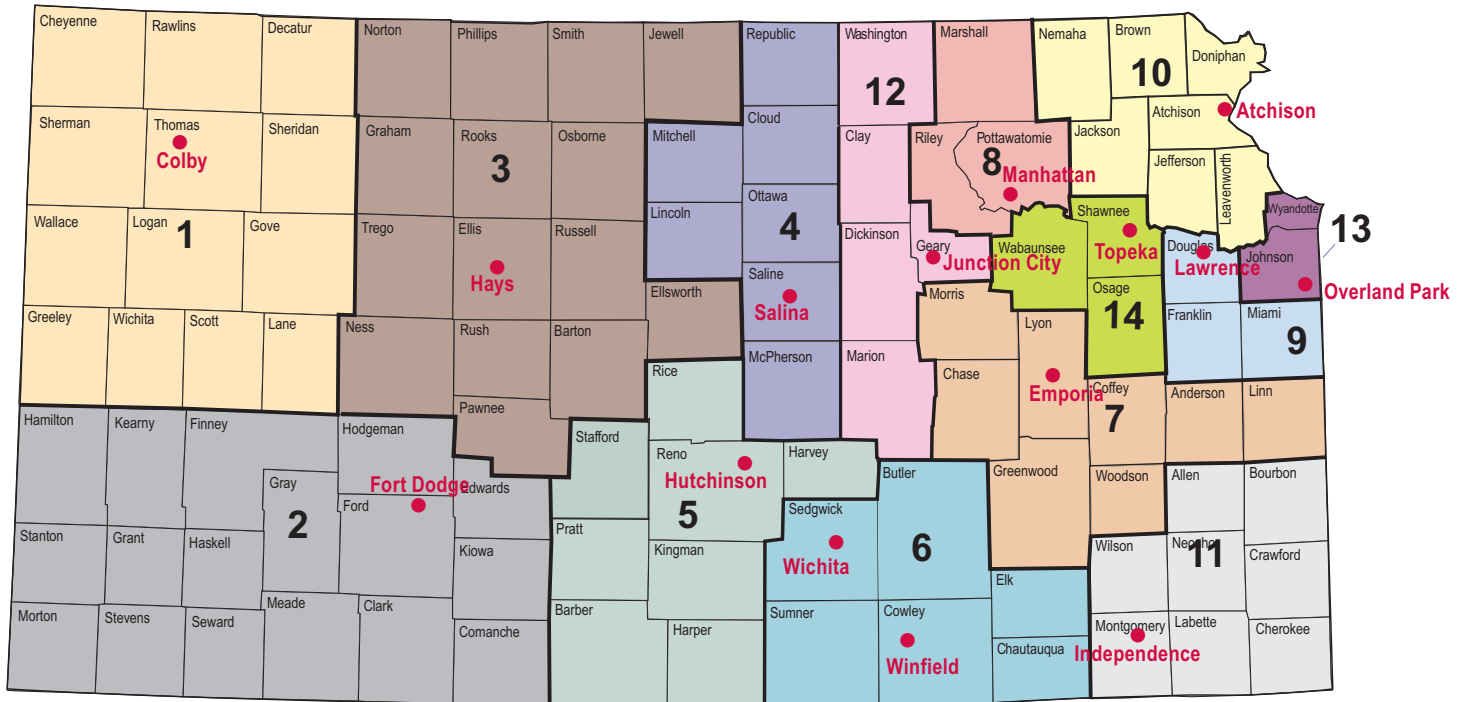 Cheyenne
Rawlins
Decatur
Norton
Phillips
Smith
Jewell
Republic
Washington
Marshall
Nemaha
Brown
Doniphan
12
10
Atchison
Atchison
Sherman
Thomas
Colby
Sheridan
Graham
Rooks
3
Osborne
Mitchell
Cloud
Clay
Riley
Pottawatomie
8
Manhattan
Jackson
Jefferson
Leavenworth
Wyandotte
13
Wallace
Logan
1
Gove
Trego
Ellis
Hays
Russell
Lincoln
Ottawa
4
Dickinson
Geary
Junction City
Wabaunsee
Shawnee
Topeka
Douglas
Lawrence
Johnson
Overland Park
Greeley
Wichita
Scott
Lane
Ness
Rush
Barton
Ellsworth
Saline
Salina
Morris
Lyon
Osage
14
Franklin
Miami
9
McPherson
Marion
Chase
Emporia
Coffey
7
Anderson
Linn
Rice
Pawnee
Hamilton
Kearny
Finney
Hodgeman
Stafford
Reno
Hutchinson
Harvey
Butler
Greenwood
Woodson
Allen
Bourbon
Gray
2
Fort Dodge
Ford
Edwards
5
Sedgwick
Wichita
6
Stanton
Grant
Haskell
Kiowa
Pratt
Kingman
Elk
Wilson
Neosho
11
Crawford
Morton
Stevens
Seward
Meade
Clark
Comanche
Barber
Harper
Sumner
Cowley
Winfield
Chautauqua
Montgomery
Independence
Labette
Cherokee